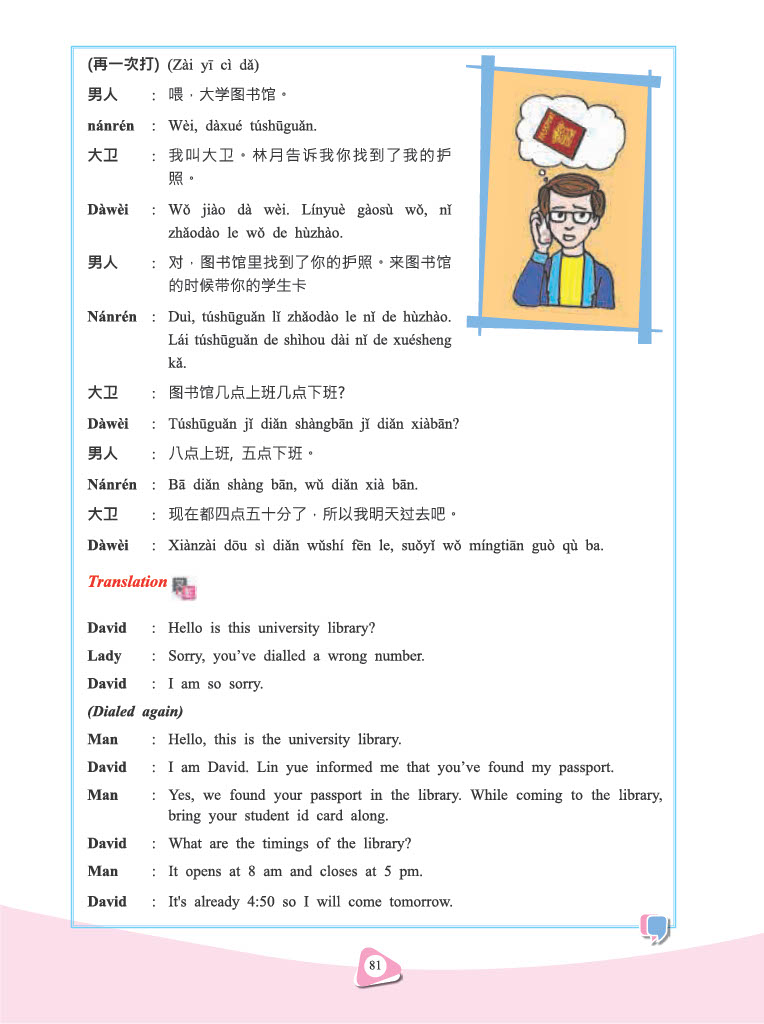 (再一次打) (Zài yī cì dǎ)
男人 : 喂，大学图书馆。
nánrén : Wèi, dàxué túshūguǎn.
大卫 : 我叫大卫。林月告诉我你找到了我的护
照。
Dàwèi : Wǒ jiào dà wèi. Línyuè gàosù wǒ, nǐ
zhǎodào le wǒ de hùzhào.
男人 : 对，图书馆里找到了你的护照。来图书馆
的时候带你的学生卡
Nánrén : Duì, túshūguǎn lǐ zhǎodào le nǐ de hùzhào.
Lái túshūguǎn de shìhou dài nǐ de xuésheng
kǎ.
大卫 : 图书馆几点上班几点下班?
Dàwèi : Túshūguǎn jǐ diǎn shàngbān jǐ diǎn xiàbān?
男人 : 八点上班, 五点下班。
Nánrén : Bā diǎn shàng bān, wǔ diǎn xià bān.
大卫 : 现在都四点五十分了，所以我明天过去吧。
Dàwèi : Xiànzài dōu sì diǎn wǔshí fēn le, suǒyǐ wǒ míngtiān guò qù ba.
Translation
David : Hello is this university library?
Lady : Sorry, you’ve dialled a wrong number.
David : I am so sorry.
(Dialed again)
Man : Hello, this is the university library.
David : I am David. Lin yue informed me that you’ve found my passport.
Man : Yes, we found your passport in the library. While coming to the library,
bring your student id card along.
David : What are the timings of the library?
Man : It opens at 8 am and closes at 5 pm.
David : It's already 4:50 so I will come tomorrow.
81